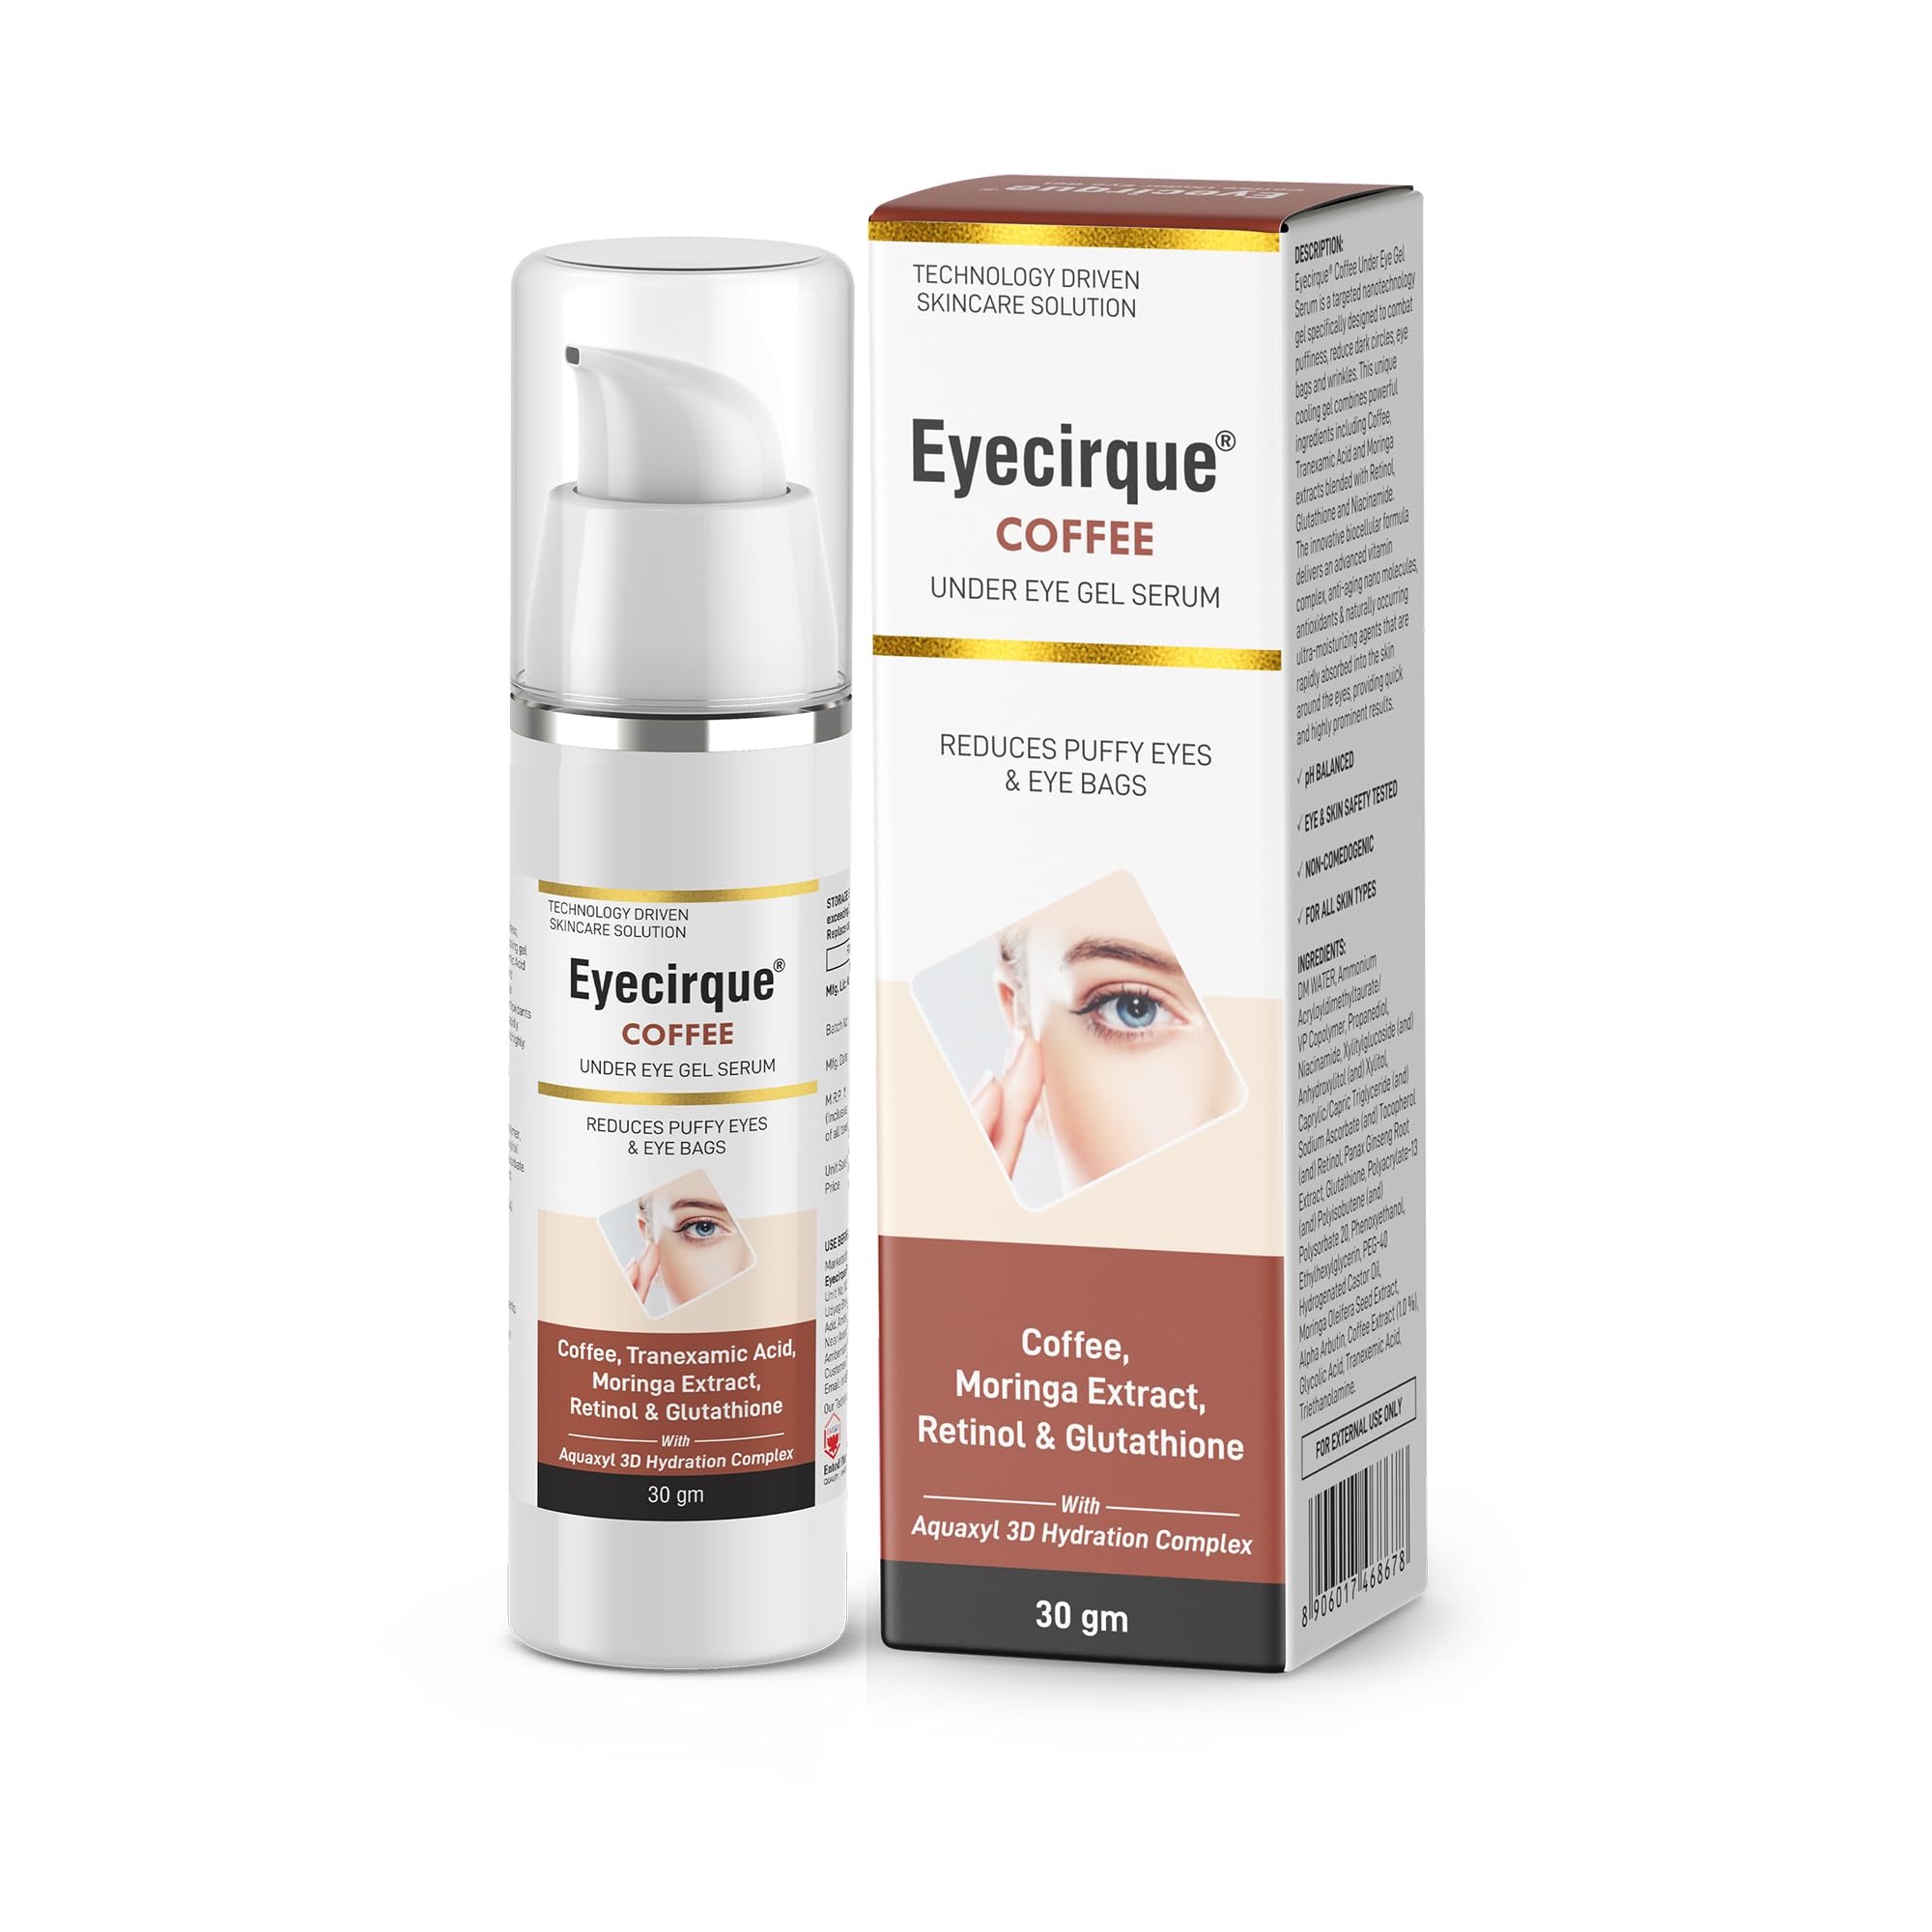 TECHNOLOGY DRIVEN
SKINCARE SOLUTION
Eyecirque®
COFFEE
UNDER EYE GEL SERUM
REDUCES PUFFY EYES
& EYE BAGS
Coffee, Tranexamic Acid,
Moringa Extract,
Retinol & Glutathione
With
Aquaxyl 3D Hydration Complex
30 gm
Eyecirque
TECHNOLOGY DRIVEN
SKINCARE SOLUTION
Eyecirque®
COFFEE
UNDER EYE GEL SERUM
REDUCES PUFFY EYES
& EYE BAGS
Coffee,
Moringa Extract,
Retinol & Glutathione
With
Aquaxyl 3D Hydration Complex
30 gm
DESCRIPTION:
Eyecirque® Coffee Under Eye Gel
Serum is a targeted nanotechnology
gel specifically designed to combat
puffiness, reduce dark circles, eye
bags and wrinkles. This unique
cooling gel combines powerful
ingredients including Coffee,
Tranexamic Acid and Moringa
extracts blended with Retinol,
Glutathione and Niacinamide.
The innovative biocellular formula
delivers an advanced vitamin
complex, anti-aging nano molecules,
antioxidants & naturally occurring
ultra-moisturizing agents that are
rapidly absorbed into the skin
around the eyes, providing quick
and highly prominent results.
✓ pH BALANCED
✓ EYE & SKIN SAFETY TESTED
✓ NON-COMEDOGENIC
✓ FOR ALL SKIN TYPES
INGREDIENTS:
DM WATER, Ammonium
Acryloyldimethyltaurate/
VP Copolymer, Propanediol,
Niacinamide, Xylitylglucoside (and)
Anhydroxylitol (and) Xylitol,
Caprylic/Capric Triglyceride (and)
Sodium Ascorbate (and) Tocopherol
(and) Retinol, Panax Ginseng Root
Extract, Glutathione, Polyacrylate-13
(and) Polyisobutene (and)
Polysorbate 20, Phenoxyethanol,
Ethylhexylglycerin, PEG-40
Hydrogenated Castor Oil,
Moringa Oleifera Seed Extract,
Alpha Arbutin, Coffee Extract (1.0 %),
Glycolic Acid, Tranexemic Acid,
Triethanolamine.
FOR EXTERNAL USE ONLY
8 906017 468678